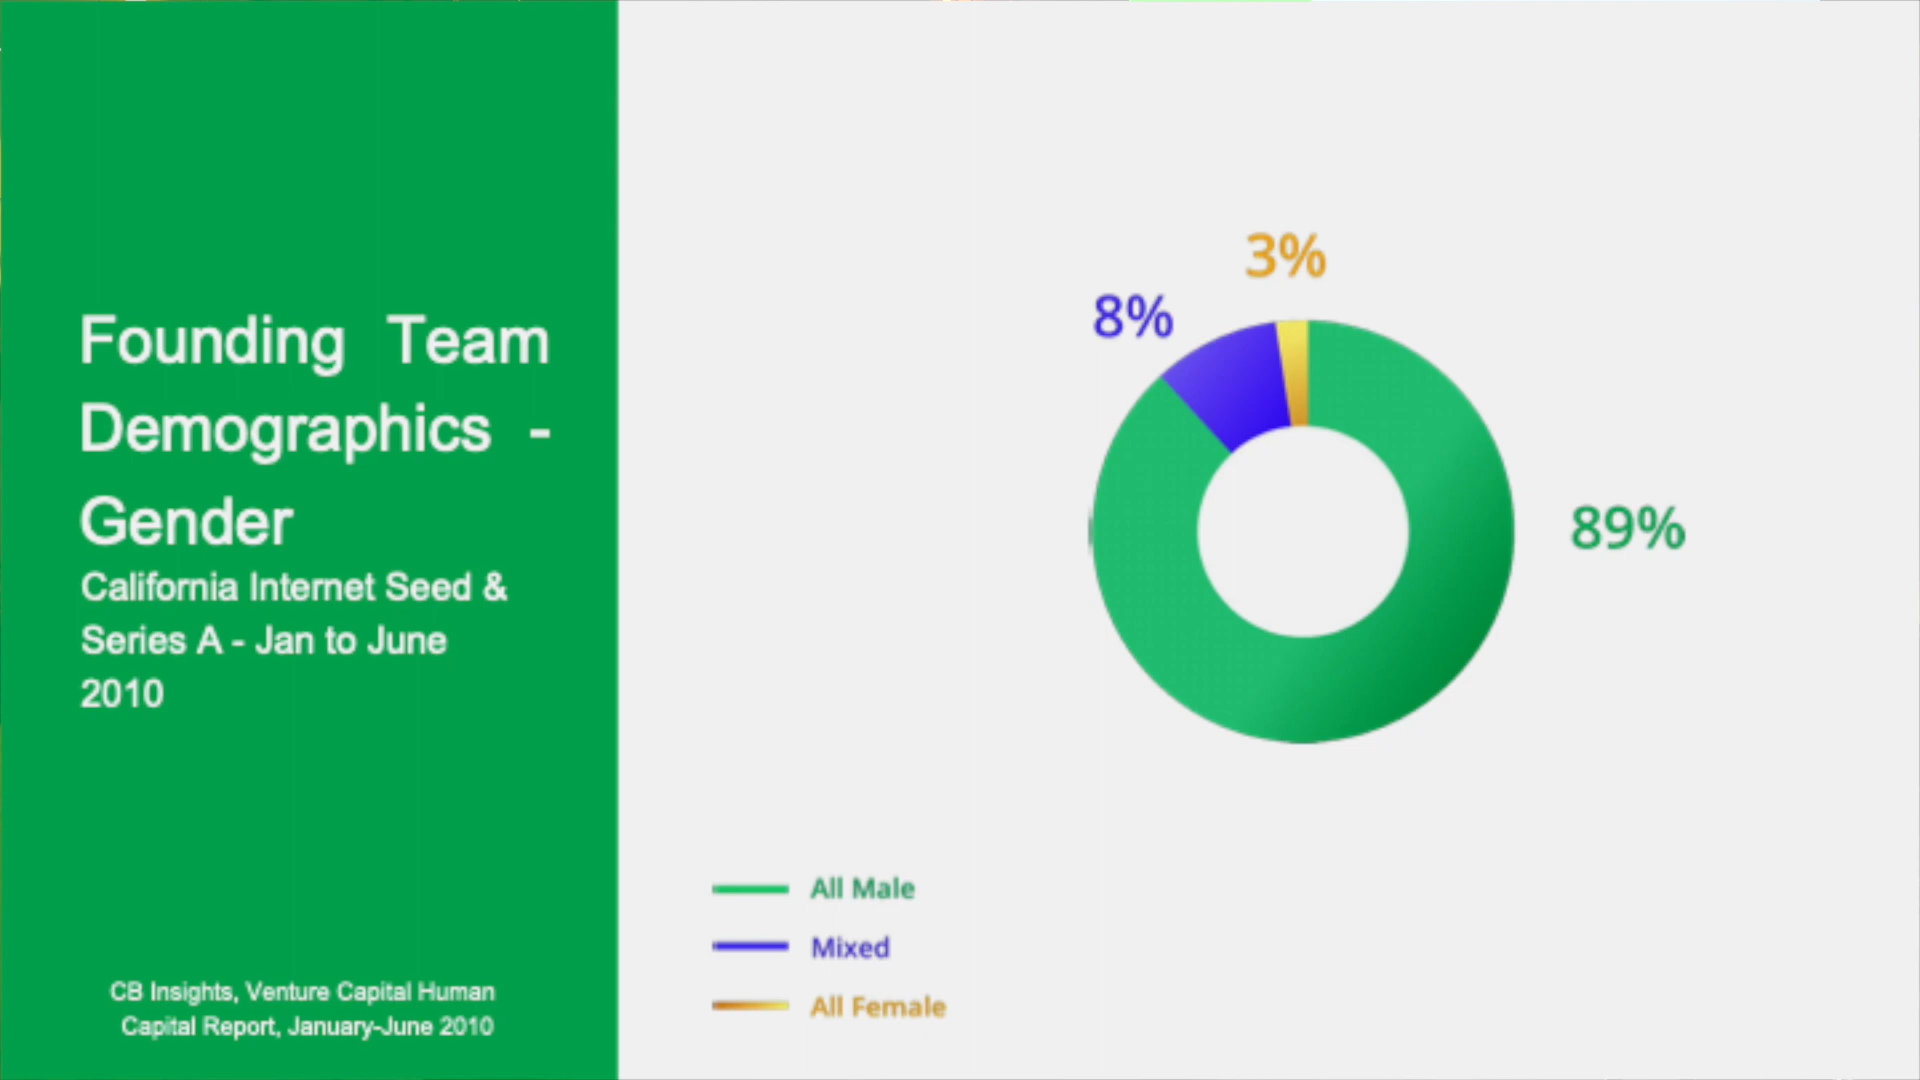 Founding Team
Demographics -
Gender
California Internet Seed &
Series A - Jan to June
2010
CB Insights, Venture Capital Human
Capital Report, January-June 2010
3%
8%
89%
All Male
Mixed
All Female